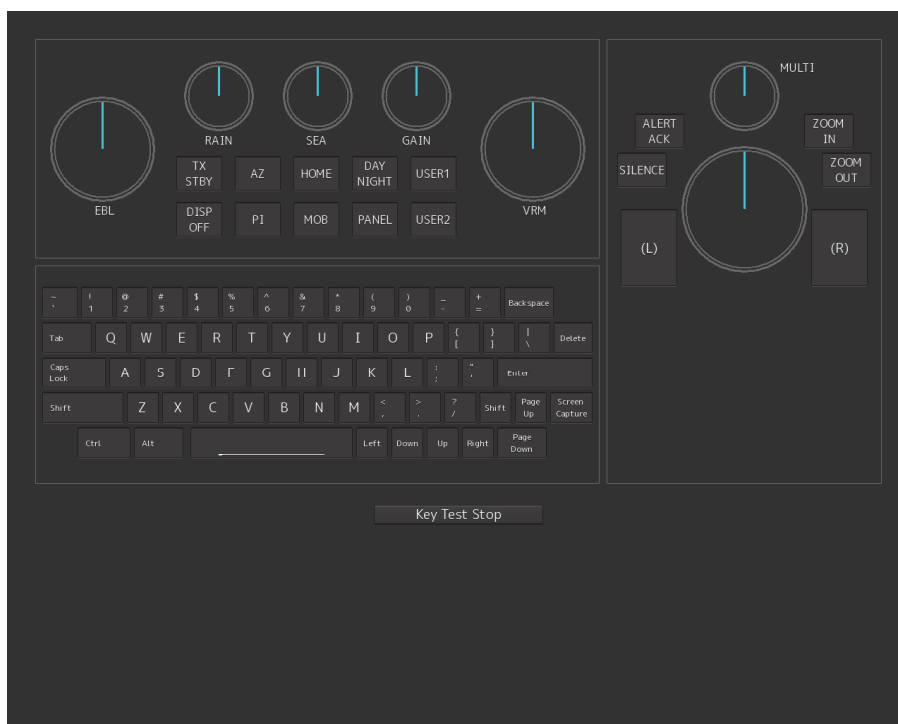 MULTI
RAIN SEA GAIN
EBL VRM
TX STBY AZ HOME DAY NIGHT USER1
DISP OFF PI MOB PANEL USER2
ALERT ACK ZOOM IN
SILENCE ZOOM OUT
(L) (R)
~ ` ! 1 @ 2 # 3 $ 4 % 5 ^ 6 & 7 * 8 ( 9 ) 0 _ - + = Backspace
Tab Q W E R T Y U I O P { [ } ] | \ Delete
Caps Lock A S D F G H J K L : ; " ' Enter
Shift Z X C V B N M < , > . ? / Shift Page Up Screen Capture
Ctrl Alt Left Down Up Right Page Down
Key Test Stop